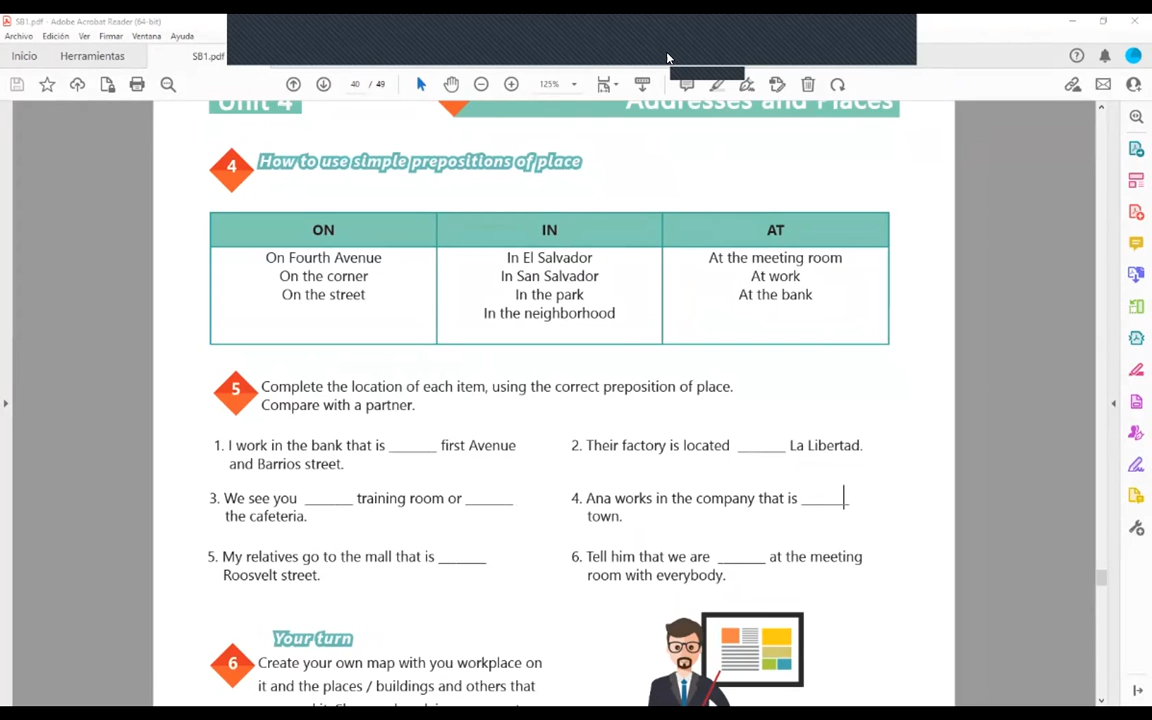 SB1.pdf - Adobe Acrobat Reader (64-bit)
Archivo Edición Ver Firmar Ventana Ayuda
Inicio Herramientas SB1.pdf
40 / 49 125%
Unit 4 Addresses and Places
4 How to use simple prepositions of place
ON IN AT
On Fourth Avenue In El Salvador At the meeting room
On the corner In San Salvador At work
On the street In the park At the bank
In the neighborhood
5 Complete the location of each item, using the correct preposition of place.
Compare with a partner.
1. I work in the bank that is ______ first Avenue 2. Their factory is located ______ La Libertad.
and Barrios street.
3. We see you ______ training room or ______ 4. Ana works in the company that is ______
the cafeteria. town.
5. My relatives go to the mall that is ______ 6. Tell him that we are ______ at the meeting
Roosvelt street. room with everybody.
Your turn
6 Create your own map with you workplace on
it and the places / buildings and others that